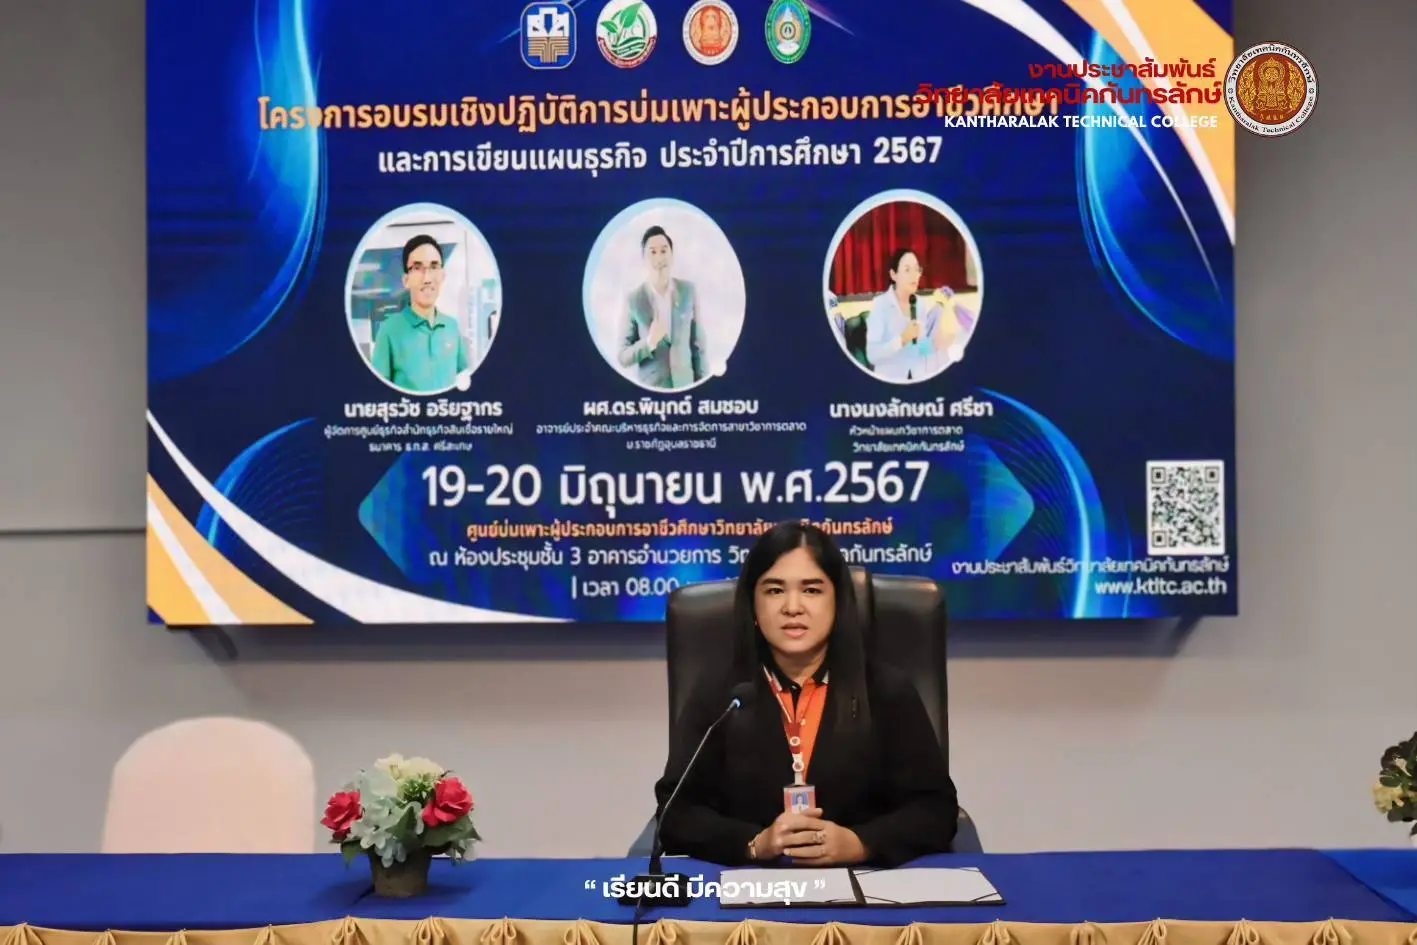 งานประชาสัมพันธ์
วิทยาลัยเทคนิคกันทรลักษ์
KANTHARALAK TECHNICAL COLLEGE
วิทยาลัยเทคนิคกันทรลักษ์
Kantharalak Technical College
โครงการอบรมเชิงปฏิบัติการบ่มเพาะผู้ประกอบการอาชีวศึกษา
และการเขียนแผนธุรกิจ ประจำปีการศึกษา 2567
นายสุรวัช อริยฐากร
ผู้จัดการศูนย์ธุรกิจสำนักธุรกิจสินเชื่อรายใหญ่
ธนาคาร ธ.ก.ส. ศรีสะเกษ
ผศ.ดร.พิมุกต์ สมชอบ
อาจารย์ประจำคณะบริหารธุรกิจและการจัดการสาขาวิชาการตลาด
ม.ราชภัฏอุบลราชธานี
นางนงลักษณ์ ศรีชา
หัวหน้าแผนกวิชาการตลาด
วิทยาลัยเทคนิคกันทรลักษ์
19-20 มิถุนายน พ.ศ.2567
ศูนย์บ่มเพาะผู้ประกอบการอาชีวศึกษาวิทยาลัยเทคนิคกันทรลักษ์
ณ ห้องประชุมชั้น 3 อาคารอำนวยการ วิทยาลัยเทคนิคกันทรลักษ์
| เวลา 08.00
งานประชาสัมพันธ์วิทยาลัยเทคนิคกันทรลักษ์
www.ktltc.ac.th
“ เรียนดี มีความสุข ”